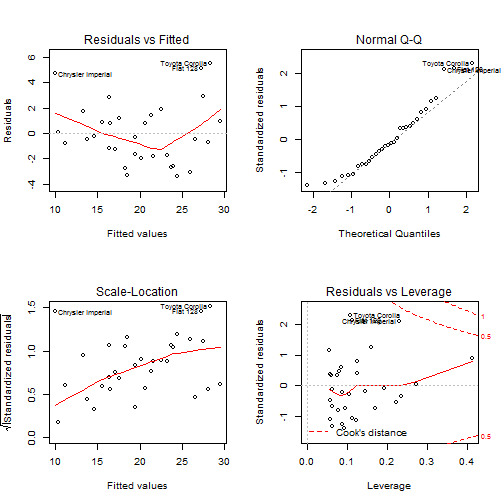 Residuals vs Fitted
Residuals
6
4
2
0
-2
-4
Toyota Corolla
Fiat 128
Chrysler Imperial
10
15
20
25
30
Fitted values
Normal Q-Q
Standardized residuals
2
1
0
-1
Toyota Corolla
Fiat 128
Chrysler Imperial
-2
-1
0
1
2
Theoretical Quantiles
Scale-Location
√|Standardized residuals|
1.5
1.0
0.5
0.0
Toyota Corolla
Fiat 128
Chrysler Imperial
10
15
20
25
30
Fitted values
Residuals vs Leverage
Standardized residuals
2
1
0
-1
Toyota Corolla
Chrysler Imperial
1
0.5
0.5
Cook's distance
0.0
0.1
0.2
0.3
0.4
Leverage